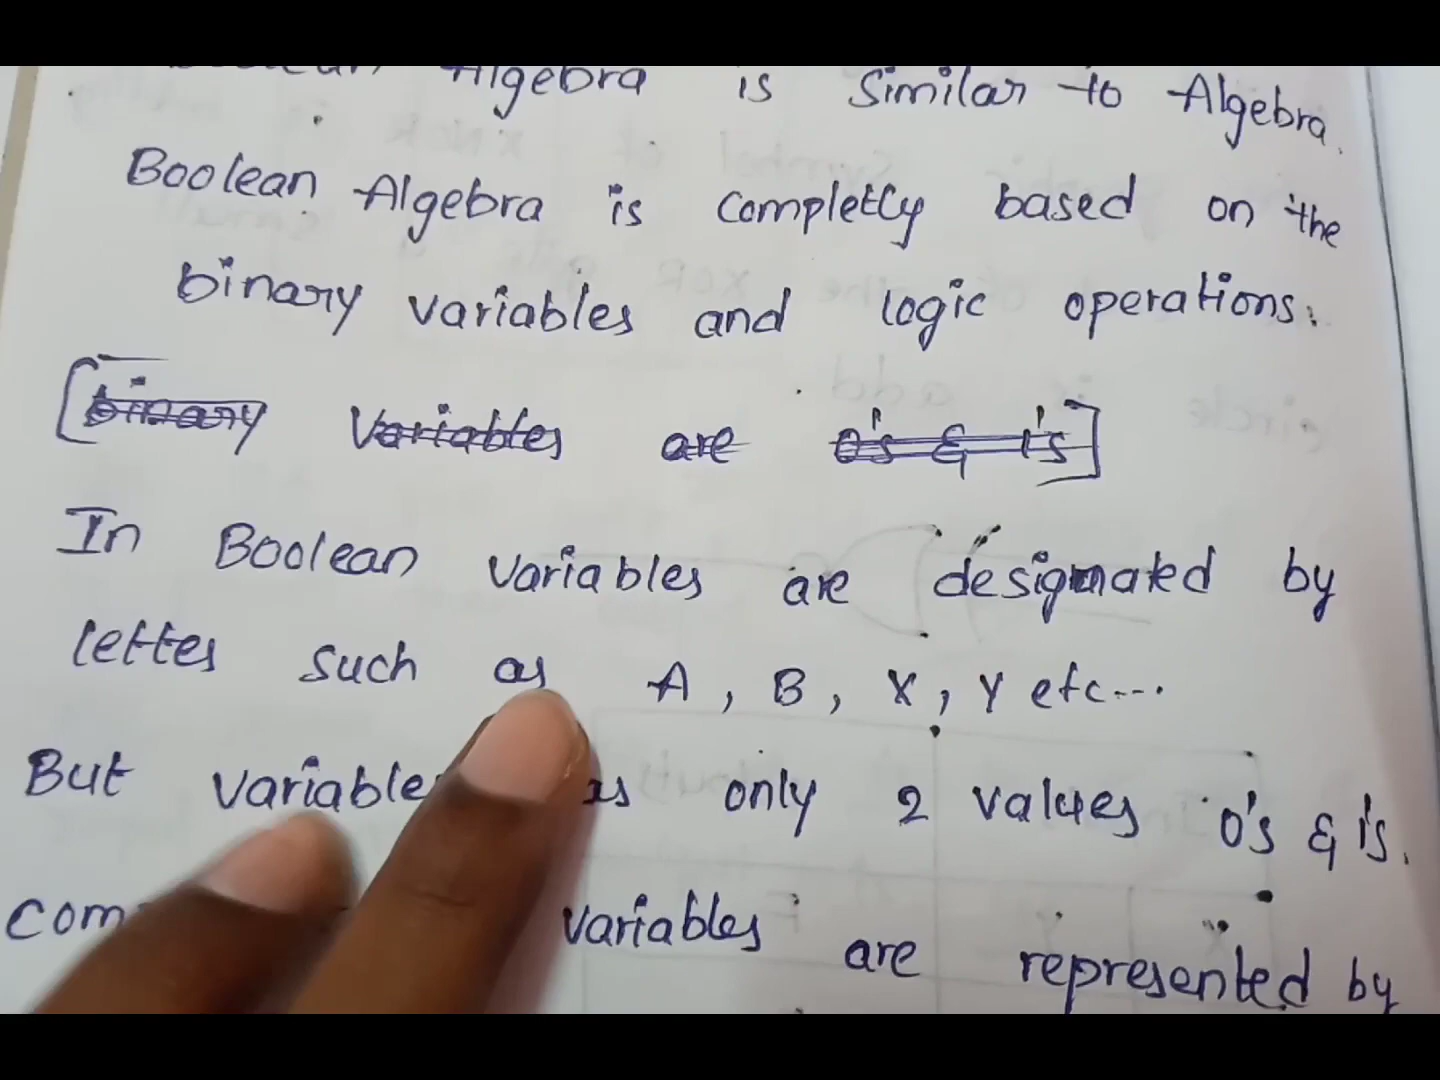 Algebra is similar to Algebra.
Boolean Algebra is completly based on the
binary variables and logic operations.
[binary variables are 0's & 1's]
In Boolean variables are designated by
lettes such as A, B, X, Y etc...
But variables only 2 values 0's & 1's.
variables are represented by